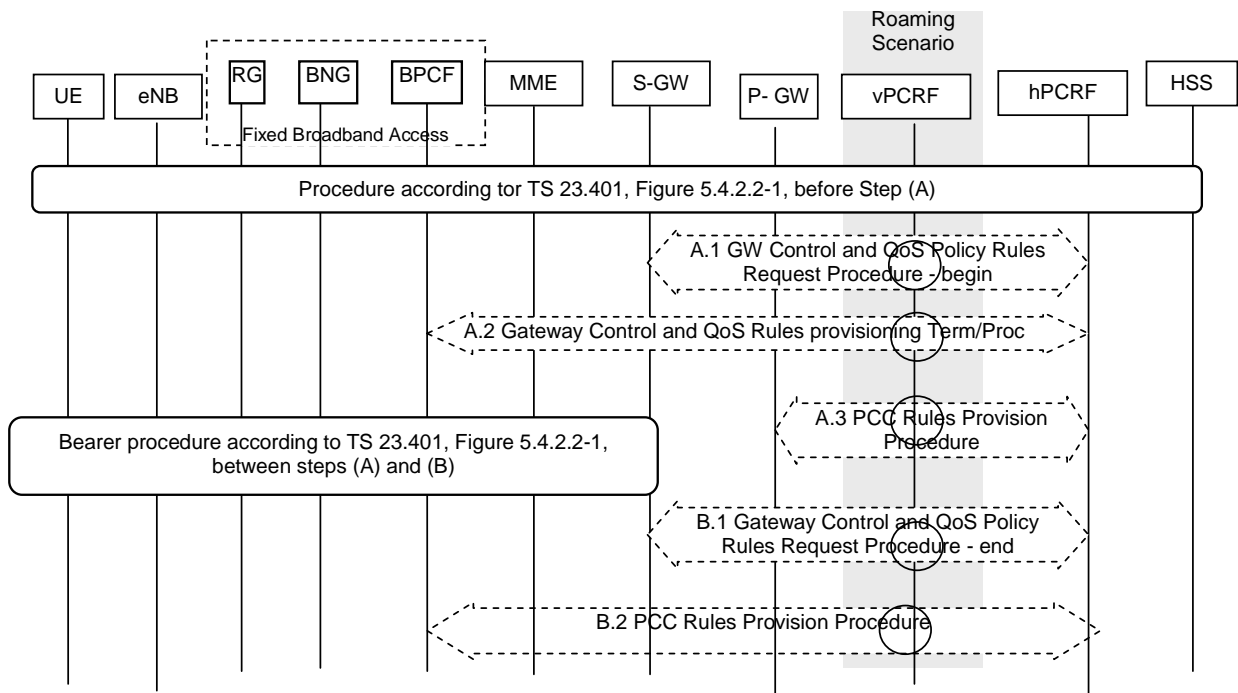 Roaming
Scenario
UE
eNB
RG
BNG
BPCF
MME
S-GW
P- GW
vPCRF
hPCRF
HSS
Fixed Broadband Access
Procedure according tor TS 23.401, Figure 5.4.2.2-1, before Step (A)
A.1 GW Control and QoS Policy Rules
Request Procedure - begin
A.2 Gateway Control and QoS Rules provisioning Term/Proc
A.3 PCC Rules Provision
Procedure
Bearer procedure according to TS 23.401, Figure 5.4.2.2-1,
between steps (A) and (B)
B.1 Gateway Control and QoS Policy
Rules Request Procedure - end
B.2 PCC Rules Provision Procedure